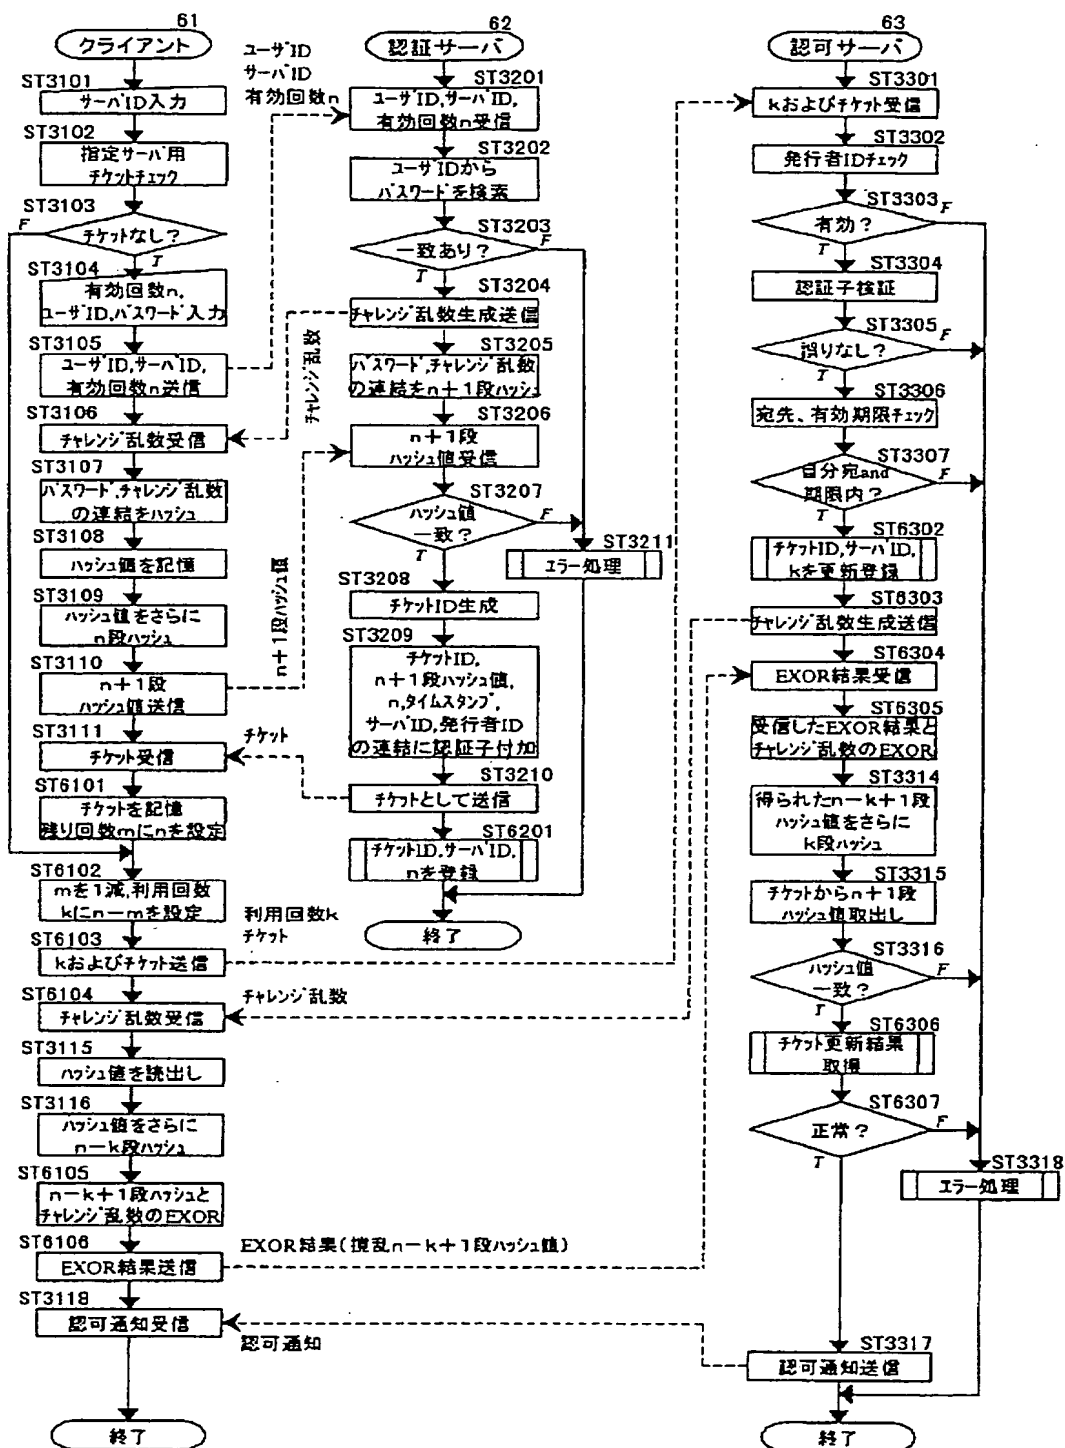 61
クライアント
ST3101
サーバID入力
ST3102
指定サーバ用
チケットチェック
ST3103
チケットなし?
F
T
ST3104
有効回数n,
ユーザID,パスワード入力
ST3105
ユーザID,サーバID,
有効回数n送信
ST3106
チャレンジ乱数受信
ST3107
パスワード,チャレンジ乱数
の連結をハッシュ
ST3108
ハッシュ値を記憶
ST3109
ハッシュ値をさらに
n段ハッシュ
ST3110
n+1段
ハッシュ値送信
ST3111
チケット受信
ST6101
チケットを記憶
残り回数mにnを設定
ST6102
mを1減,利用回数
kにn-mを設定
ST6103
kおよびチケット送信
ST6104
チャレンジ乱数受信
ST3115
ハッシュ値を読出し
ST3116
ハッシュ値をさらに
n-k段ハッシュ
ST6105
n-k+1段ハッシュと
チャレンジ乱数のEXOR
ST6106
EXOR結果送信
ST3118
認可通知受信
終了
ユーザID
サーバID
有効回数n
チャレンジ乱数
n+1段ハッシュ値
チケット
利用回数k
チケット
チャレンジ乱数
EXOR結果(撹乱n-k+1段ハッシュ値)
認可通知
62
認証サーバ
ST3201
ユーザID,サーバID,
有効回数n受信
ST3202
ユーザIDから
パスワードを検索
ST3203
一致あり?
F
T
ST3204
チャレンジ乱数生成送信
ST3205
パスワード,チャレンジ乱数
の連結をn+1段ハッシュ
ST3206
n+1段
ハッシュ値受信
ST3207
ハッシュ値
一致?
F
T
ST3211
エラー処理
ST3208
チケットID生成
ST3209
チケットID,
n+1段ハッシュ値,
n,タイムスタンプ,
サーバID,発行者ID
の連結に認証子付加
ST3210
チケットとして送信
ST6201
チケットID,サーバID,
nを登録
終了
63
認可サーバ
ST3301
kおよびチケット受信
ST3302
発行者IDチェック
ST3303
有効?
F
T
ST3304
認証子検証
ST3305
誤りなし?
F
T
ST3306
宛先、有効期限チェック
ST3307
自分宛and
期限内?
F
T
ST6302
チケットID,サーバID,
kを更新登録
ST6303
チャレンジ乱数生成送信
ST6304
EXOR結果受信
ST6305
受信したEXOR結果と
チャレンジ乱数のEXOR
ST3314
得られたn-k+1段
ハッシュ値をさらに
k段ハッシュ
ST3315
チケットからn+1段
ハッシュ値取出し
ST3316
ハッシュ値
一致?
F
T
ST6306
チケット更新結果
取得
ST6307
正常?
F
T
ST3318
エラー処理
ST3317
認可通知送信
終了